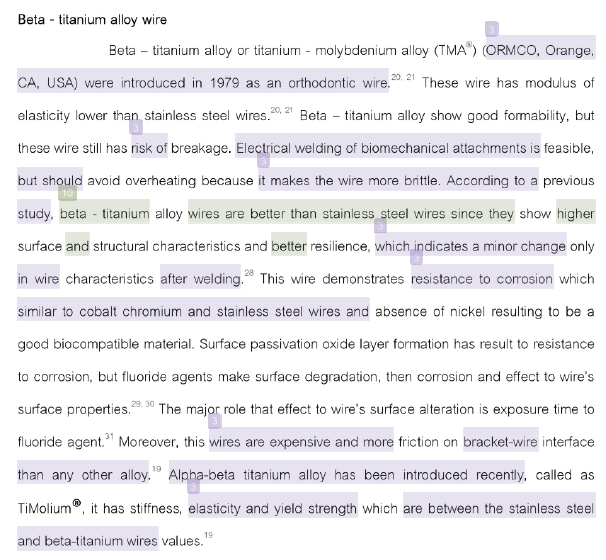 Beta - titanium alloy wire
3
Beta – titanium alloy or titanium - molybdenium alloy (TMA®) (ORMCO, Orange,
CA, USA) were introduced in 1979 as an orthodontic wire.20, 21 These wire has modulus of
elasticity lower than stainless steel wires.20, 21 Beta – titanium alloy show good formability, but
3
these wire still has risk of breakage. Electrical welding of biomechanical attachments is feasible,
3
but should avoid overheating because it makes the wire more brittle. According to a previous
10
study, beta - titanium alloy wires are better than stainless steel wires since they show higher
3
surface and structural characteristics and better resilience, which indicates a minor change only
3
in wire characteristics after welding.28 This wire demonstrates resistance to corrosion which
similar to cobalt chromium and stainless steel wires and absence of nickel resulting to be a
good biocompatible material. Surface passivation oxide layer formation has result to resistance
to corrosion, but fluoride agents make surface degradation, then corrosion and effect to wire's
surface properties.29, 30 The major role that effect to wire's surface alteration is exposure time to
3
fluoride agent.31 Moreover, this wires are expensive and more friction on bracket-wire interface
than any other alloy.19 Alpha-beta titanium alloy has been introduced recently, called as
3
TiMolium®, it has stiffness, elasticity and yield strength which are between the stainless steel
and beta-titanium wires values.19